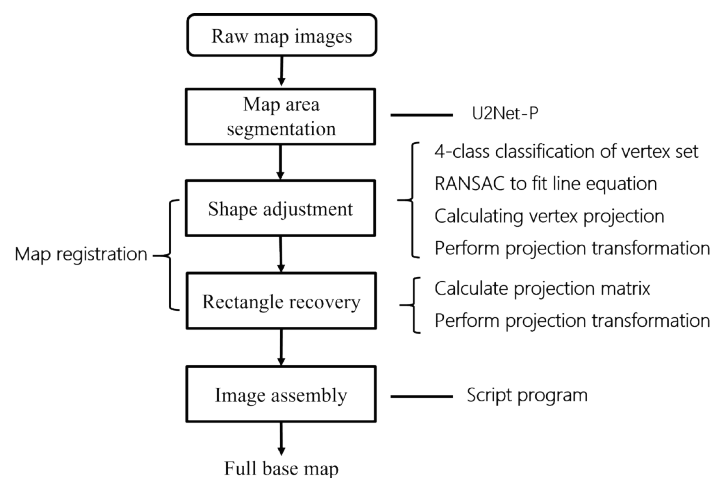 Raw map images
Map area
segmentation
U2Net-P
4-class classification of vertex set
RANSAC to fit line equation
Calculating vertex projection
Perform projection transformation
Shape adjustment
Map registration
Rectangle recovery
Calculate projection matrix
Perform projection transformation
Image assembly
Script program
Full base map